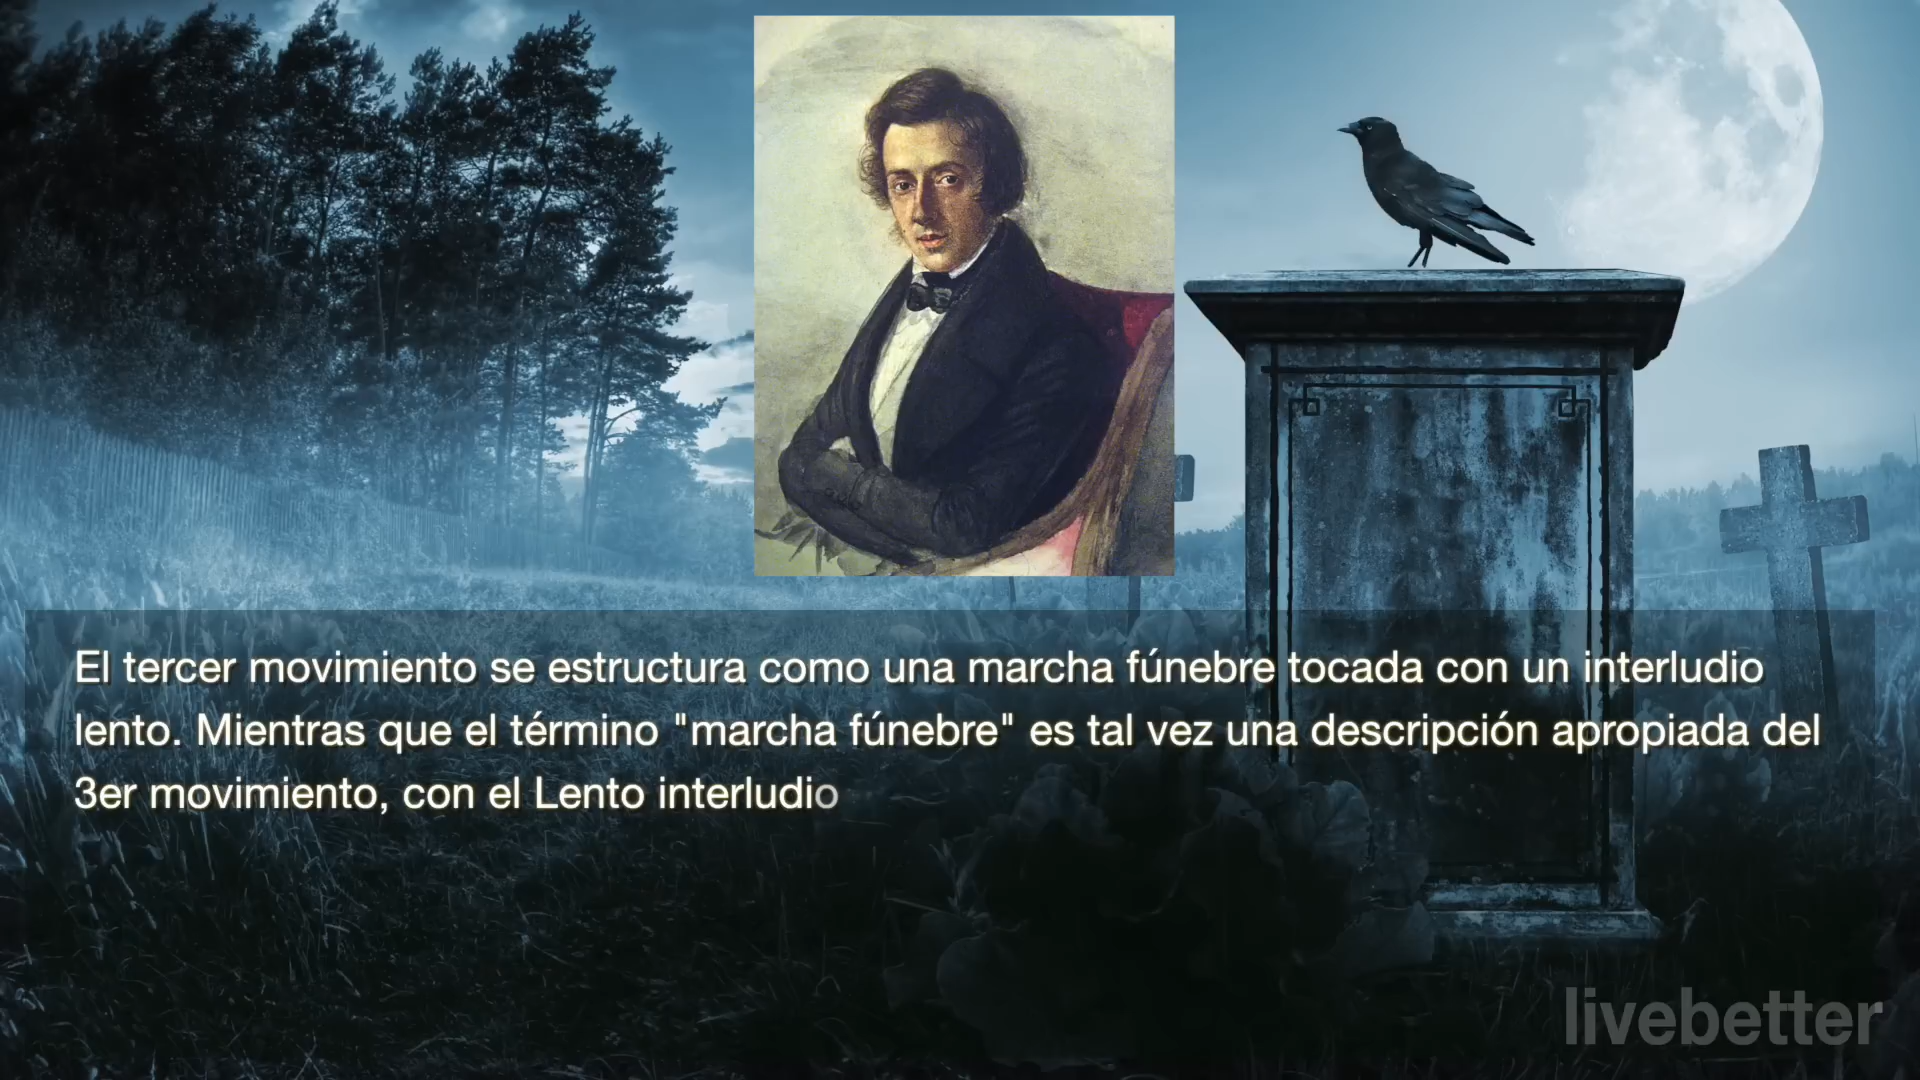 El tercer movimiento se estructura como una marcha fúnebre tocada con un interludio
lento. Mientras que el término "marcha fúnebre" es tal vez una descripción apropiada del
3er movimiento, con el Lento interludio
livebetter